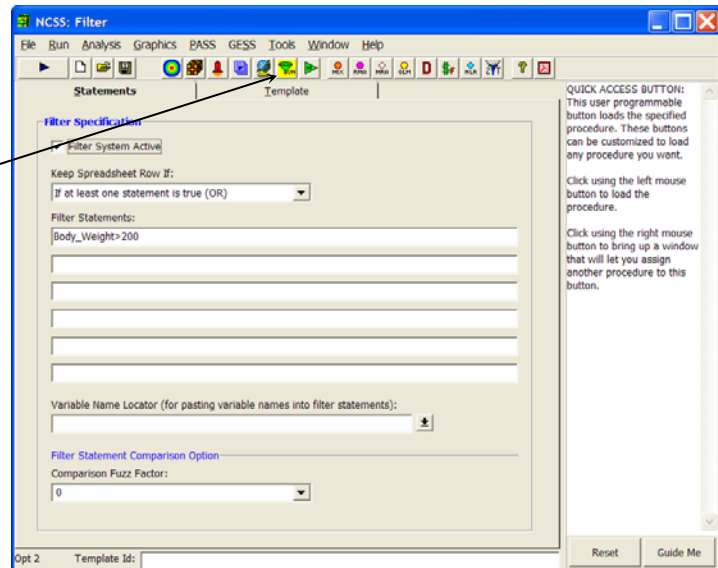 NCSS: Filter
File Run Analysis Graphics PASS GESS Tools Window Help
Statements Template
Filter Specification
Filter System Active
Keep Spreadsheet Row If:
If at least one statement is true (OR)
Filter Statements:
Body_Weight>200
Variable Name Locator (for pasting variable names into filter statements):
Filter Statement Comparison Option
Comparison Fuzz Factor:
0
Opt 2 Template Id:
QUICK ACCESS BUTTON:
This user programmable
button loads the specified
procedure. These buttons
can be customized to load
any procedure you want.
Click using the left mouse
button to load the
procedure.
Click using the right mouse
button to bring up a window
that will let you assign
another procedure to this
button.
Reset Guide Me